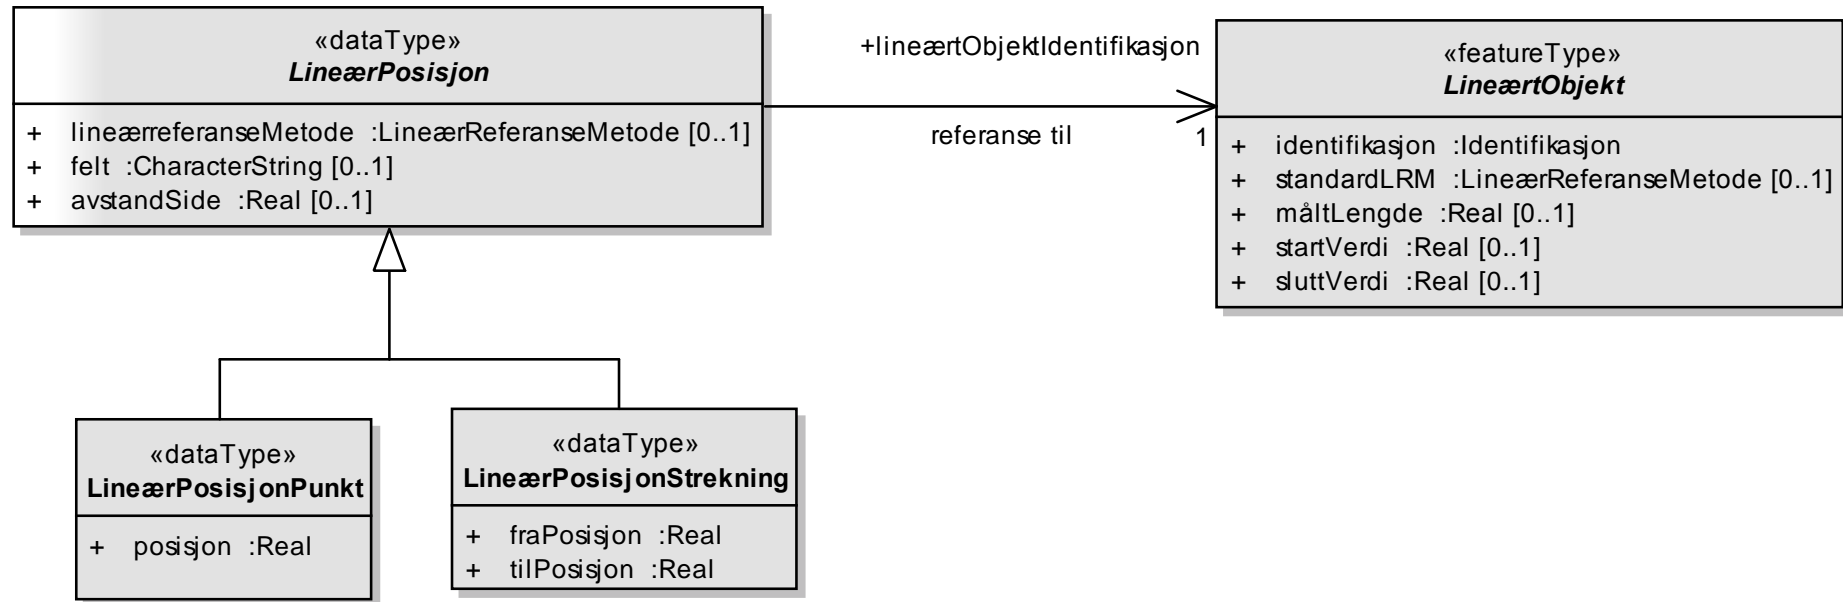 «dataType»
LineærPosisjon
+ lineærreferanseMetode :LineærReferanseMetode [0..1]
+ felt :CharacterString [0..1]
+ avstandSide :Real [0..1]
+lineærtObjektIdentifikasjon
referanse til
1
«featureType»
LineærtObjekt
+ identifikasjon :Identifikasjon
+ standardLRM :LineærReferanseMetode [0..1]
+ måltLengde :Real [0..1]
+ startVerdi :Real [0..1]
+ sluttVerdi :Real [0..1]
«dataType»
LineærPosisjonPunkt
+ posisjon :Real
«dataType»
LineærPosisjonStrekning
+ fraPosisjon :Real
+ tilPosisjon :Real